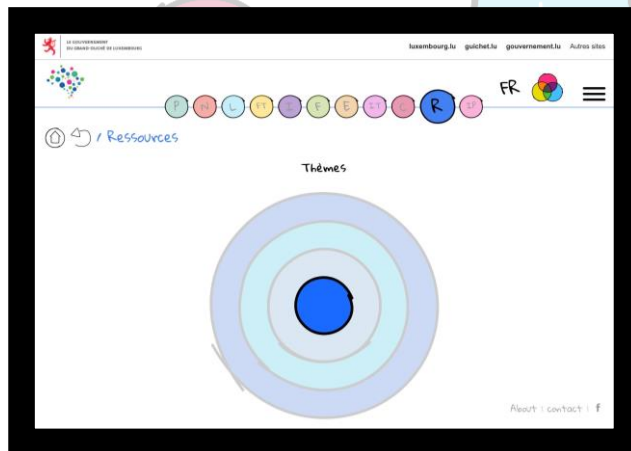 LE GOUVERNEMENT
DU GRAND-DUCHÉ DE LUXEMBOURG
luxembourg.lu guichet.lu gouvernement.lu Autres sites
FR
P N L FT I F E IT C R IP
/ Ressources
Thèmes
About | contact | f